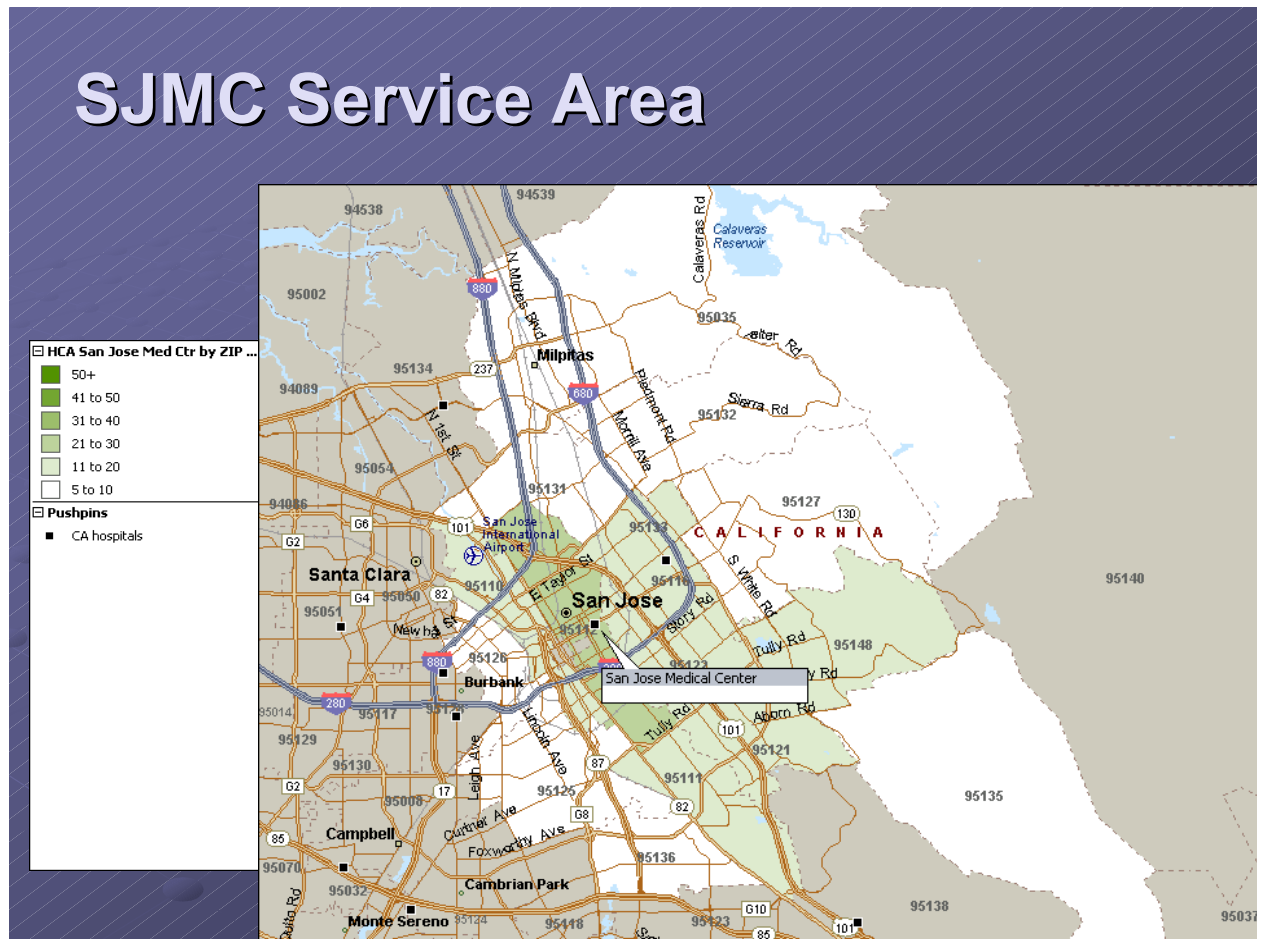 SJMC Service Area
HCA San Jose Med Ctr by ZIP ...
50+
41 to 50
31 to 40
21 to 30
11 to 20
5 to 10
Pushpins
CA hospitals
94538
94539
Calaveras Rd
Calaveras
Reservoir
95002
880
N Milpitas Blvd
95035
Milpitas
95134
237
94089
680
Piedmont Rd
Sierra Rd
95132
N 1st St
Morrill Ave
95054
95131
94086
95127
130
G6
101
San Jose
International
Airport
95133
CALIFORNIA
G2
S White Rd
Santa Clara
95110
E Taylor St
95116
95140
G4
95050
82
San Jose
95051
Story Rd
95112
Tully Rd
95148
95126
880
San Jose Medical Center
Burbank
280
95014
95117
Tully Rd
Aborn Rd
101
95129
Lincoln Ave
95121
95130
Leigh Ave
87
95111
G2
17
95125
95135
95008
82
G8
Curtner Ave
Campbell
85
Foxworthy Ave
95136
95070
95032
Cambrian Park
Monte Sereno
95124
95118
95123
G10
95138
85
101
95037